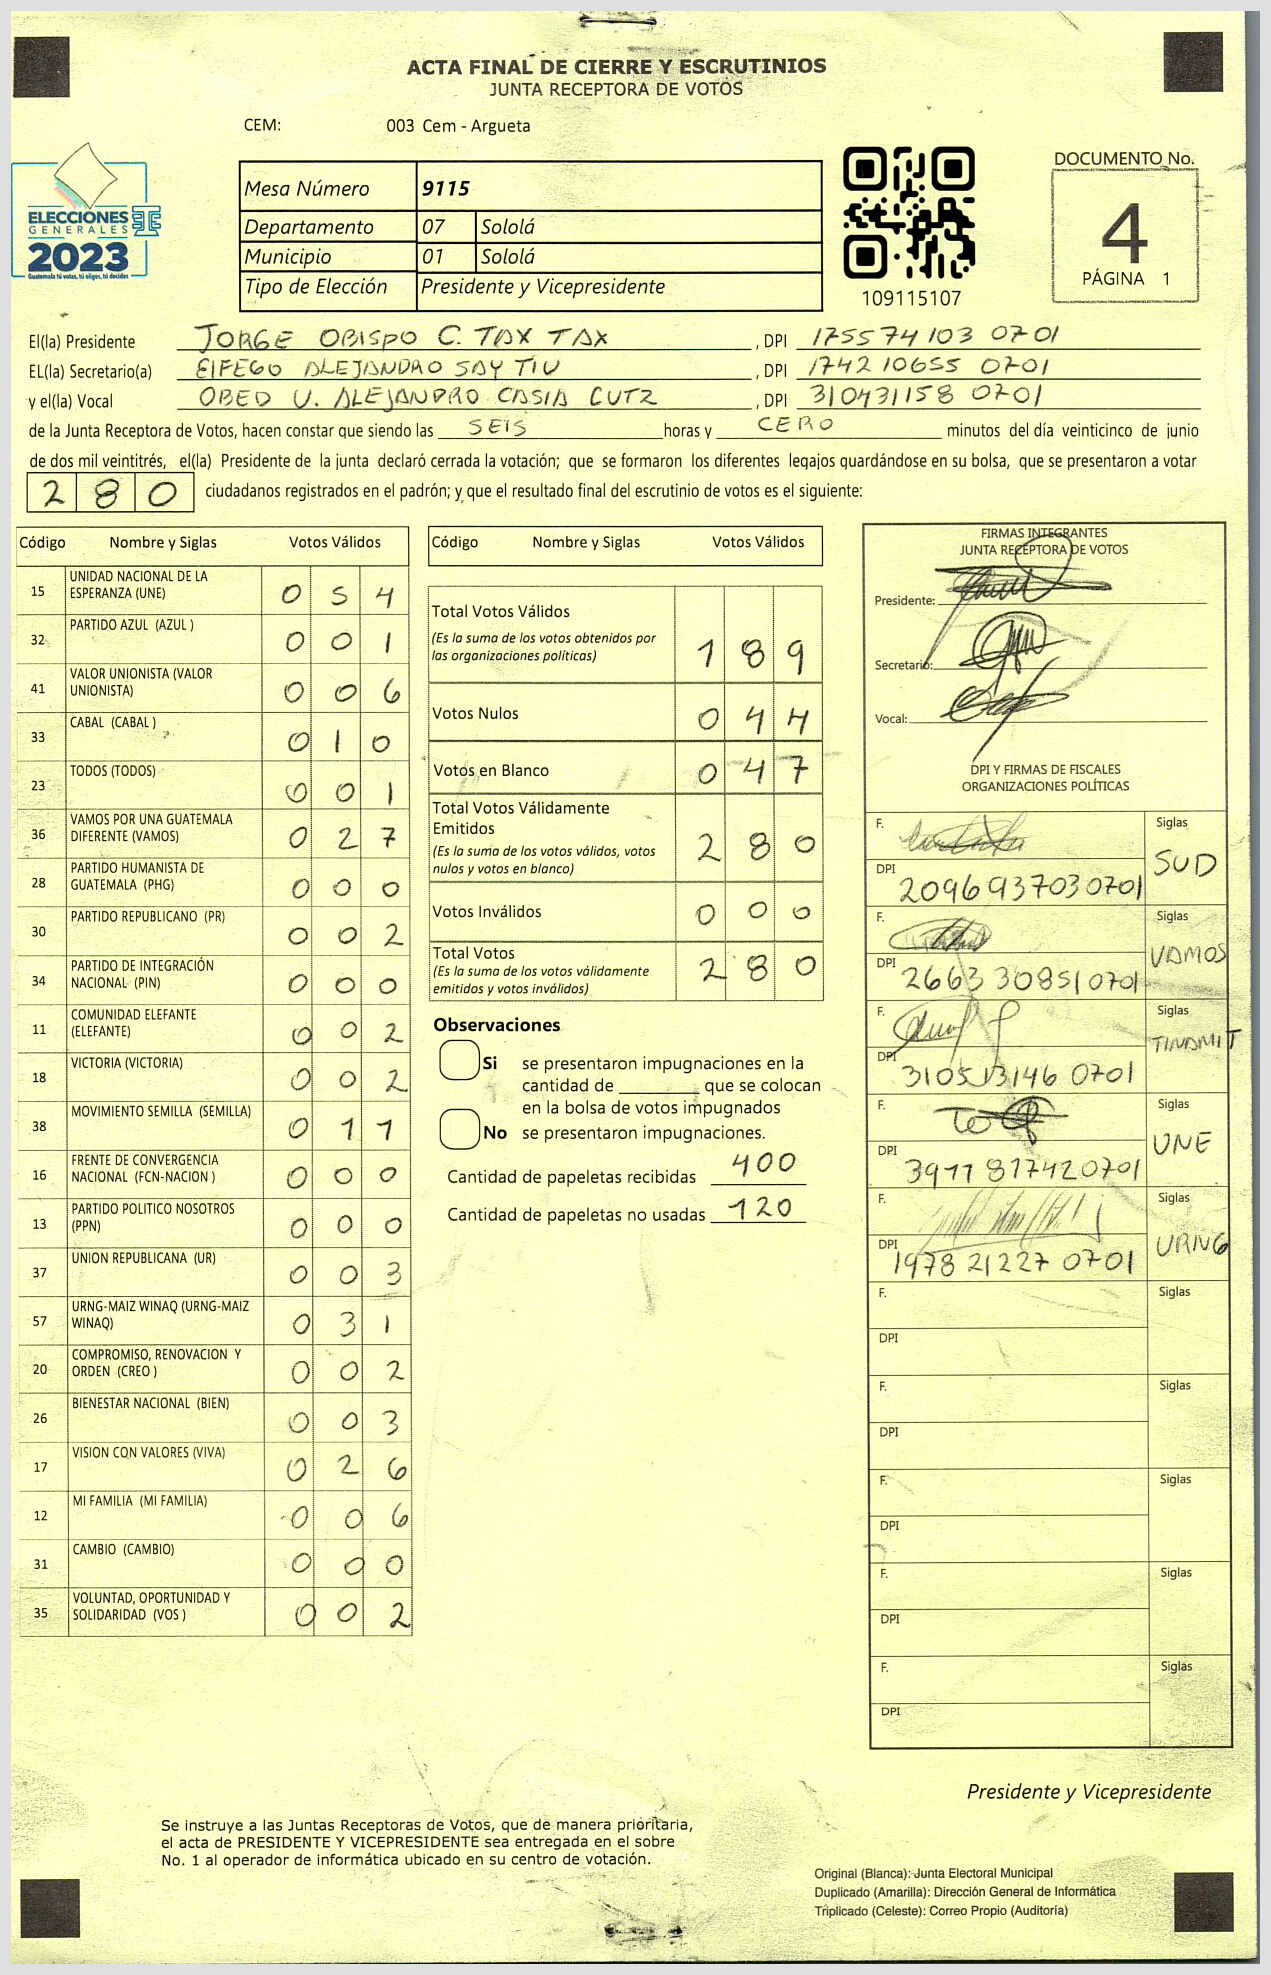 ACTA FINAL DE CIERRE Y ESCRUTINIOS
JUNTA RECEPTORA DE VOTOS
CEM: 003 Cem - Argueta
ELECCIONES
GENERALES
2023
Guatemala tú votas, tú eliges, tú decides
Mesa Número 9115
Departamento 07 Sololá
Municipio 01 Sololá
Tipo de Elección Presidente y Vicepresidente
109115107
DOCUMENTO No.
4
PÁGINA 1
El(la) Presidente JORGE OBISPO C. TAX TAX , DPI 175574103 0701
EL(la) Secretario(a) ElFEGO ALEJANDRO SAY TIU , DPI 1742 10655 0701
y el(la) Vocal OBED U. ALEJANDRO CASIA CUTZ , DPI 310431158 0701
de la Junta Receptora de Votos, hacen constar que siendo las SEIS horas y CERO minutos del día veinticinco de junio
de dos mil veintitrés, el(la) Presidente de la junta declaró cerrada la votación; que se formaron los diferentes legajos guardándose en su bolsa, que se presentaron a votar
280 ciudadanos registrados en el padrón; y que el resultado final del escrutinio de votos es el siguiente:
Código Nombre y Siglas Votos Válidos
15 UNIDAD NACIONAL DE LA ESPERANZA (UNE) 0 5 4
32 PARTIDO AZUL (AZUL ) 0 0 1
41 VALOR UNIONISTA (VALOR UNIONISTA) 0 0 6
33 CABAL (CABAL ) 0 1 0
23 TODOS (TODOS) 0 0 1
36 VAMOS POR UNA GUATEMALA DIFERENTE (VAMOS) 0 2 7
28 PARTIDO HUMANISTA DE GUATEMALA (PHG) 0 0 0
30 PARTIDO REPUBLICANO (PR) 0 0 2
34 PARTIDO DE INTEGRACIÓN NACIONAL (PIN) 0 0 0
11 COMUNIDAD ELEFANTE (ELEFANTE) 0 0 2
18 VICTORIA (VICTORIA) 0 0 2
38 MOVIMIENTO SEMILLA (SEMILLA) 0 1 1
16 FRENTE DE CONVERGENCIA NACIONAL (FCN-NACION ) 0 0 0
13 PARTIDO POLITICO NOSOTROS (PPN) 0 0 0
37 UNION REPUBLICANA (UR) 0 0 3
57 URNG-MAIZ WINAQ (URNG-MAIZ WINAQ) 0 3 1
20 COMPROMISO, RENOVACION Y ORDEN (CREO ) 0 0 2
26 BIENESTAR NACIONAL (BIEN) 0 0 3
17 VISION CON VALORES (VIVA) 0 2 6
12 MI FAMILIA (MI FAMILIA) 0 0 6
31 CAMBIO (CAMBIO) 0 0 0
35 VOLUNTAD, OPORTUNIDAD Y SOLIDARIDAD (VOS ) 0 0 2
Código Nombre y Siglas Votos Válidos
Total Votos Válidos
(Es la suma de los votos obtenidos por
las organizaciones políticas) 1 8 9
Votos Nulos 0 4 4
Votos en Blanco 0 4 7
Total Votos Válidamente
Emitidos
(Es la suma de los votos válidos, votos
nulos y votos en blanco) 2 8 0
Votos Inválidos 0 0 0
Total Votos
(Es la suma de los votos válidamente
emitidos y votos inválidos) 2 8 0
Observaciones
Si se presentaron impugnaciones en la
cantidad de ________ que se colocan
en la bolsa de votos impugnados
No se presentaron impugnaciones.
Cantidad de papeletas recibidas 400
Cantidad de papeletas no usadas 120
FIRMAS INTEGRANTES
JUNTA RECEPTORA DE VOTOS
Presidente:
Secretario:
Vocal:
DPI Y FIRMAS DE FISCALES
ORGANIZACIONES POLÍTICAS
F. Siglas
SUD
DPI 2096937030701
F. Siglas
VAMOS
DPI 2663 30851 0701
F. Siglas
TINAMIT
DPI 310513146 0701
F. Siglas
UNE
DPI 3911 817420701
F. Siglas
URNG
DPI 1978 21227 0701
F. Siglas
DPI
F. Siglas
DPI
F. Siglas
DPI
F. Siglas
DPI
F. Siglas
DPI
Presidente y Vicepresidente
Se instruye a las Juntas Receptoras de Votos, que de manera prioritaria,
el acta de PRESIDENTE Y VICEPRESIDENTE sea entregada en el sobre
No. 1 al operador de informática ubicado en su centro de votación.
Original (Blanca): Junta Electoral Municipal
Duplicado (Amarilla): Dirección General de Informática
Triplicado (Celeste): Correo Propio (Auditoría)